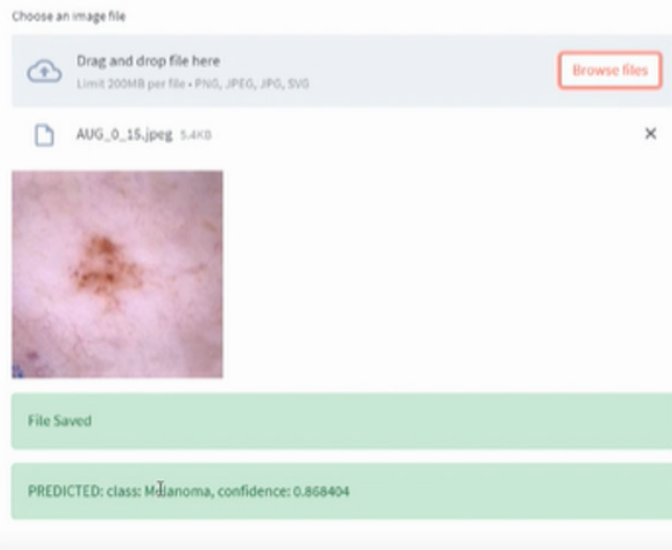 Choose an image file
Drag and drop file here
Limit 200MB per file • PNG, JPEG, JPG, SVG
Browse files
AUG_0_15.jpeg 5.4KB
File Saved
PREDICTED: class: Melanoma, confidence: 0.868404